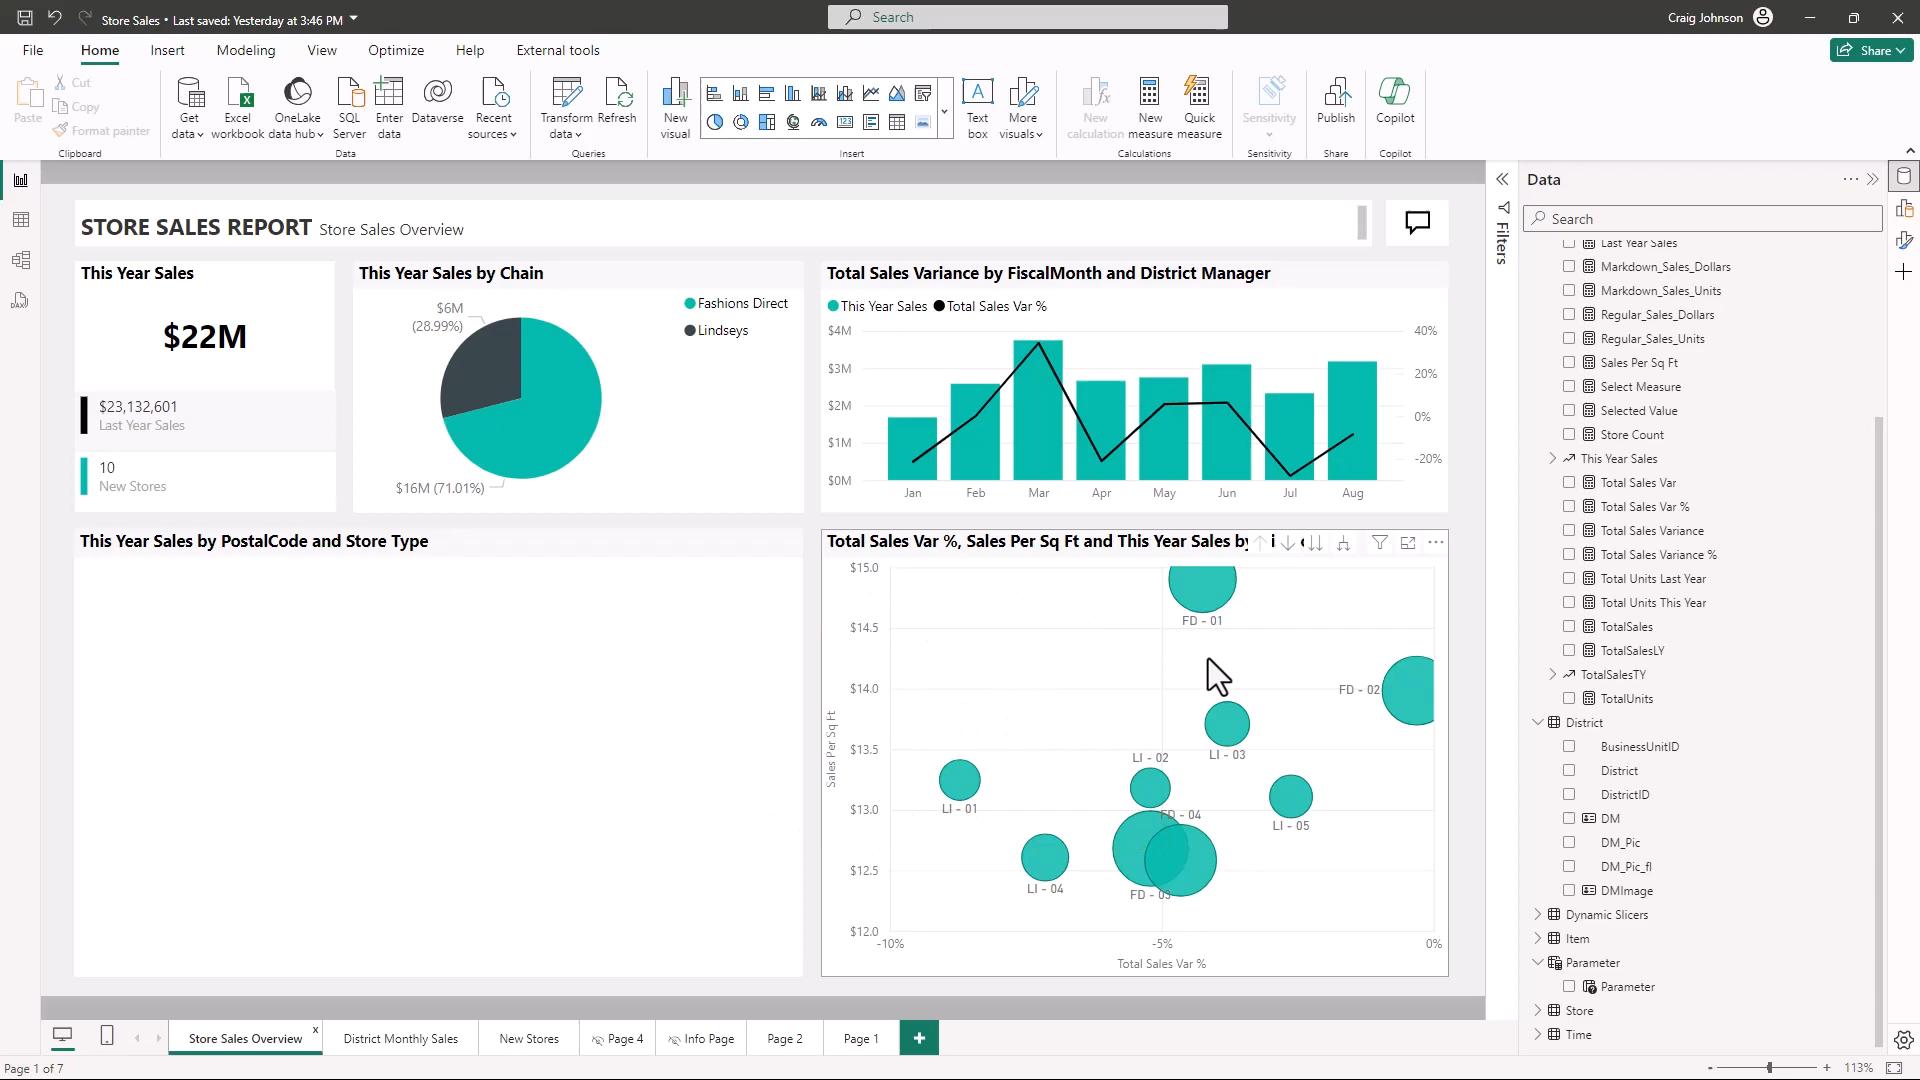 Store Sales • Last saved: Yesterday at 3:46 PM
Search
Craig Johnson
File
Home
Insert
Modeling
View
Optimize
Help
External tools
Share
Paste
Cut
Copy
Format painter
Clipboard
Get data
Excel workbook
OneLake data hub
SQL Server
Enter data
Dataverse
Recent sources
Data
Transform data
Refresh
Queries
New visual
Text box
More visuals
Insert
New calculation
New measure
Quick measure
Calculations
Sensitivity
Sensitivity
Publish
Share
Copilot
Copilot
STORE SALES REPORT Store Sales Overview
This Year Sales
$22M
$23,132,601
Last Year Sales
10
New Stores
This Year Sales by Chain
$6M
(28.99%)
$16M (71.01%)
Fashions Direct
Lindseys
Total Sales Variance by FiscalMonth and District Manager
This Year Sales
Total Sales Var %
$4M
$3M
$2M
$1M
$0M
40%
20%
0%
-20%
Jan
Feb
Mar
Apr
May
Jun
Jul
Aug
This Year Sales by PostalCode and Store Type
Total Sales Var %, Sales Per Sq Ft and This Year Sales by
$15.0
$14.5
$14.0
$13.5
$13.0
$12.5
$12.0
Sales Per Sq Ft
FD - 01
FD - 02
LI - 03
LI - 02
LI - 01
FD - 04
LI - 05
LI - 04
FD - 03
-10%
-5%
0%
Total Sales Var %
Filters
Data
Search
Last Year Sales
Markdown_Sales_Dollars
Markdown_Sales_Units
Regular_Sales_Dollars
Regular_Sales_Units
Sales Per Sq Ft
Select Measure
Selected Value
Store Count
This Year Sales
Total Sales Var
Total Sales Var %
Total Sales Variance
Total Sales Variance %
Total Units Last Year
Total Units This Year
TotalSales
TotalSalesLY
TotalSalesTY
TotalUnits
District
BusinessUnitID
District
DistrictID
DM
DM_Pic
DM_Pic_fl
DMImage
Dynamic Slicers
Item
Parameter
Parameter
Store
Time
Store Sales Overview
x
District Monthly Sales
New Stores
Page 4
Info Page
Page 2
Page 1
Page 1 of 7
113%